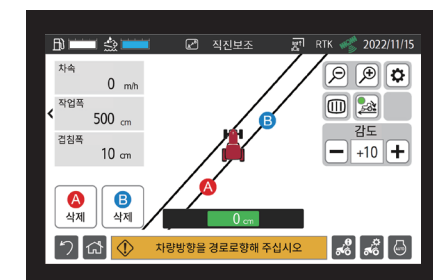 직진보조
RTK
2022/11/15
차속
0 m/h
작업폭
500 cm
겹침폭
10 cm
B
A
감도
+10
A
삭제
B
삭제
0 cm
차량방향을 경로로향해 주십시오